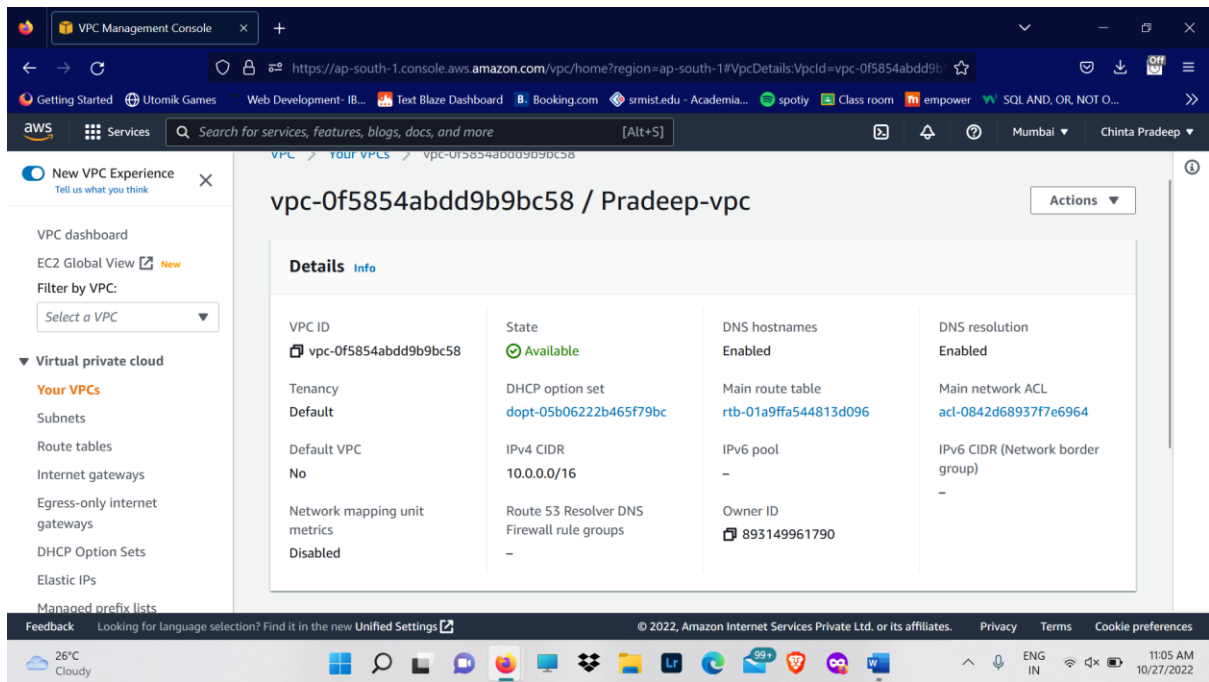 VPC Management Console
https://ap-south-1.console.aws.amazon.com/vpc/home?region=ap-south-1#VpcDetails:VpcId=vpc-0f5854abdd9b
Off
Getting Started Utomik Games Web Development- IB... Text Blaze Dashboard B. Booking.com srmist.edu - Academia... spotiy Class room m empower SQL AND, OR, NOT O...
aws Services Search for services, features, blogs, docs, and more [Alt+S] Mumbai Chinta Pradeep
New VPC Experience
Tell us what you think
VPC dashboard
EC2 Global View New
Filter by VPC:
Select a VPC
Virtual private cloud
Your VPCs
Subnets
Route tables
Internet gateways
Egress-only internet
gateways
DHCP Option Sets
Elastic IPs
Managed prefix lists
VPC > Your VPCs > vpc-0f5854abdd9b9bc58
vpc-0f5854abdd9b9bc58 / Pradeep-vpc
Actions
Details Info
VPC ID
vpc-0f5854abdd9b9bc58
State
Available
DNS hostnames
Enabled
DNS resolution
Enabled
Tenancy
Default
DHCP option set
dopt-05b06222b465f79bc
Main route table
rtb-01a9ffa544813d096
Main network ACL
acl-0842d68937f7e6964
Default VPC
No
IPv4 CIDR
10.0.0.0/16
IPv6 pool
–
IPv6 CIDR (Network border
group)
–
Network mapping unit
metrics
Disabled
Route 53 Resolver DNS
Firewall rule groups
–
Owner ID
893149961790
Feedback Looking for language selection? Find it in the new Unified Settings © 2022, Amazon Internet Services Private Ltd. or its affiliates. Privacy Terms Cookie preferences
26°C
Cloudy
Lr
99+
ENG
IN
11:05 AM
10/27/2022